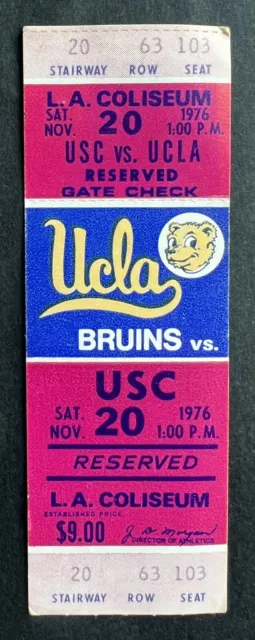 20 63 103
STAIRWAY ROW SEAT
L.A. COLISEUM
SAT. NOV. 20 1976 1:00 P.M.
USC vs. UCLA
RESERVED
GATE CHECK
Ucla
BRUINS vs.
USC
SAT. NOV. 20 1976 1:00 P.M.
RESERVED
L.A. COLISEUM
ESTABLISHED PRICE
$9.00 J. D. Morgan
DIRECTOR OF ATHLETICS
20 63 103
STAIRWAY ROW SEAT